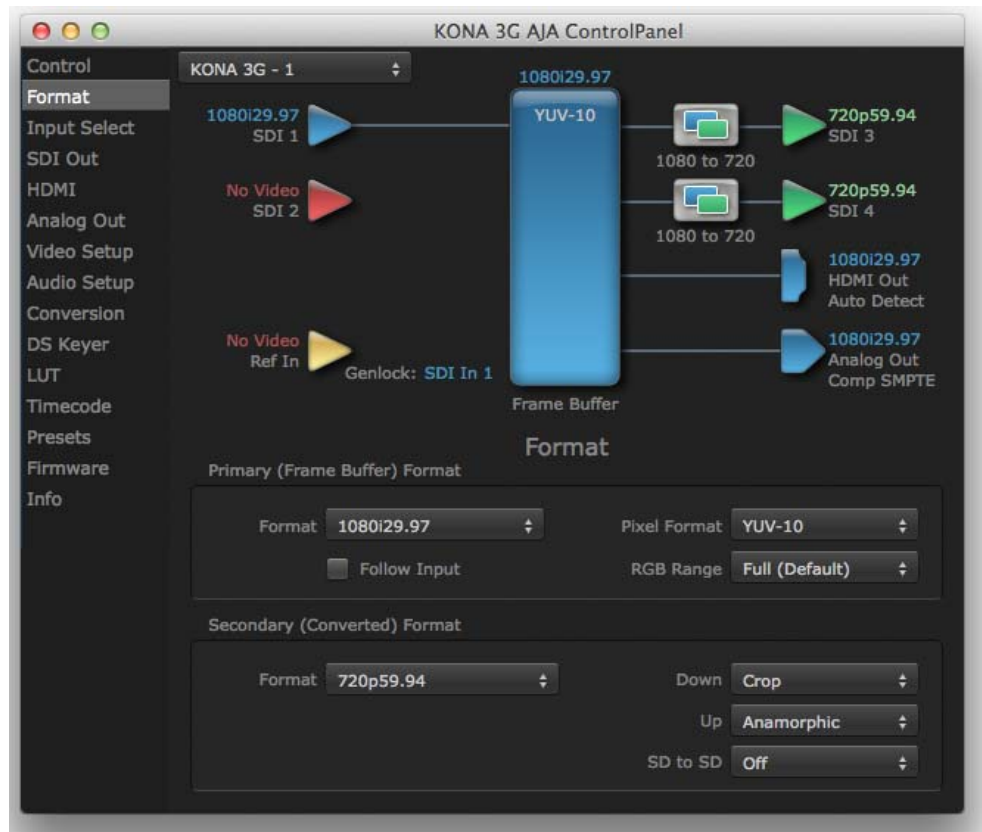 KONA 3G AJA ControlPanel
Control
Format
Input Select
SDI Out
HDMI
Analog Out
Video Setup
Audio Setup
Conversion
DS Keyer
LUT
Timecode
Presets
Firmware
Info
KONA 3G - 1
1080i29.97
YUV-10
Frame Buffer
1080i29.97
SDI 1
No Video
SDI 2
No Video
Ref In
Genlock: SDI In 1
1080 to 720
720p59.94
SDI 3
1080 to 720
720p59.94
SDI 4
1080i29.97
HDMI Out
Auto Detect
1080i29.97
Analog Out
Comp SMPTE
Format
Primary (Frame Buffer) Format
Format 1080i29.97
Pixel Format YUV-10
Follow Input
RGB Range Full (Default)
Secondary (Converted) Format
Format 720p59.94
Down Crop
Up Anamorphic
SD to SD Off